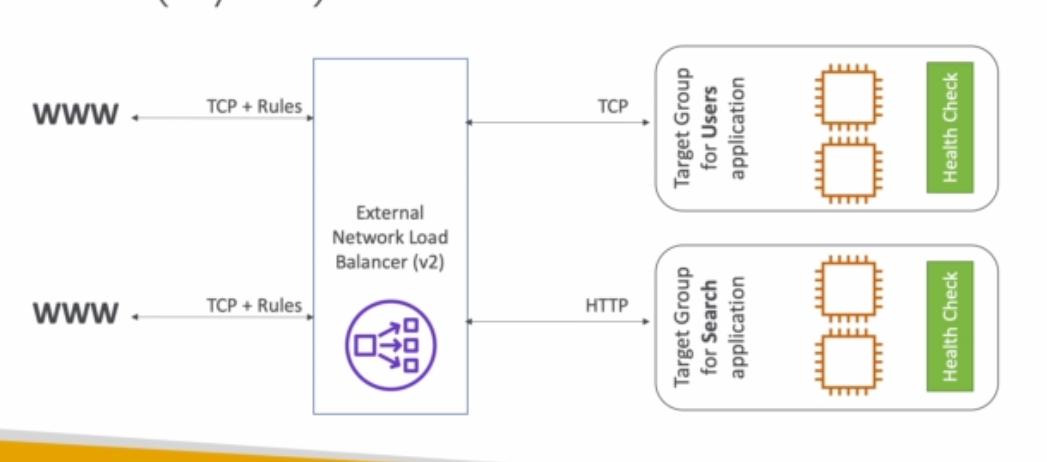 WWW
TCP + Rules
TCP
Target Group
for Users
application
Health Check
External
Network Load
Balancer (v2)
WWW
TCP + Rules
HTTP
Target Group
for Search
application
Health Check